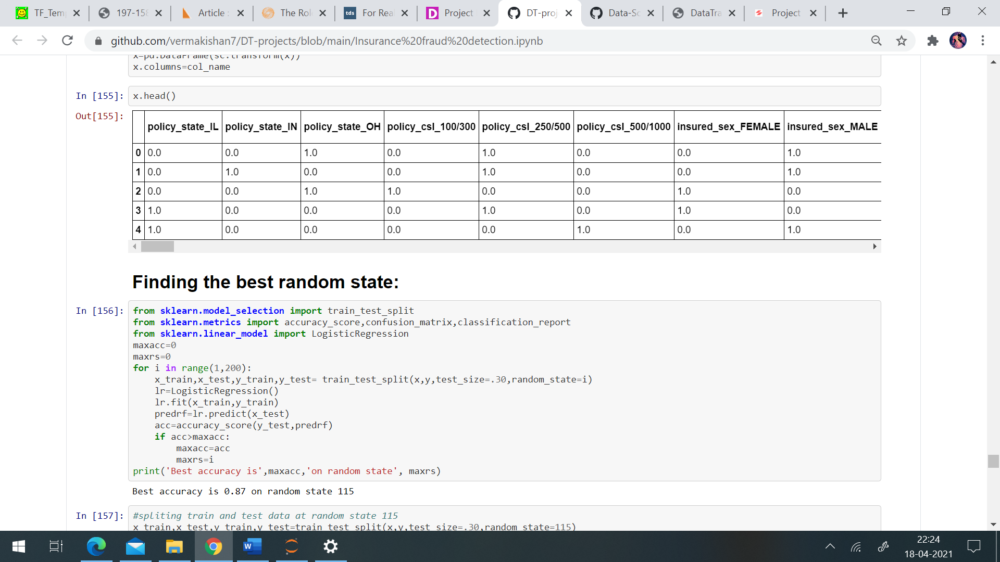 TF_Temp
197-158
Article :
The Role
tds
For Real
D
Project
DT-proj
Data-Sc
DataTra
Project
github.com/vermakishan7/DT-projects/blob/main/Insurance%20fraud%20detection.ipynb
x=pd.DataFrame(sc.transform(x))
x.columns=col_name
In [155]: x.head()
Out[155]:
policy_state_IL policy_state_IN policy_state_OH policy_csl_100/300 policy_csl_250/500 policy_csl_500/1000 insured_sex_FEMALE insured_sex_MALE
0 0.0 0.0 1.0 0.0 1.0 0.0 0.0 1.0
1 0.0 1.0 0.0 0.0 1.0 0.0 0.0 1.0
2 0.0 0.0 1.0 1.0 0.0 0.0 1.0 0.0
3 1.0 0.0 0.0 0.0 1.0 0.0 1.0 0.0
4 1.0 0.0 0.0 0.0 0.0 1.0 0.0 1.0
Finding the best random state:
In [156]: from sklearn.model_selection import train_test_split
from sklearn.metrics import accuracy_score,confusion_matrix,classification_report
from sklearn.linear_model import LogisticRegression
maxacc=0
maxrs=0
for i in range(1,200):
    x_train,x_test,y_train,y_test= train_test_split(x,y,test_size=.30,random_state=i)
    lr=LogisticRegression()
    lr.fit(x_train,y_train)
    predrf=lr.predict(x_test)
    acc=accuracy_score(y_test,predrf)
    if acc>maxacc:
        maxacc=acc
        maxrs=i
print('Best accuracy is',maxacc,'on random state', maxrs)
Best accuracy is 0.87 on random state 115
In [157]: #spliting train and test data at random state 115
x_train,x_test,y_train,y_test=train_test_split(x,y,test_size=.30,random_state=115)
W
22:24
18-04-2021